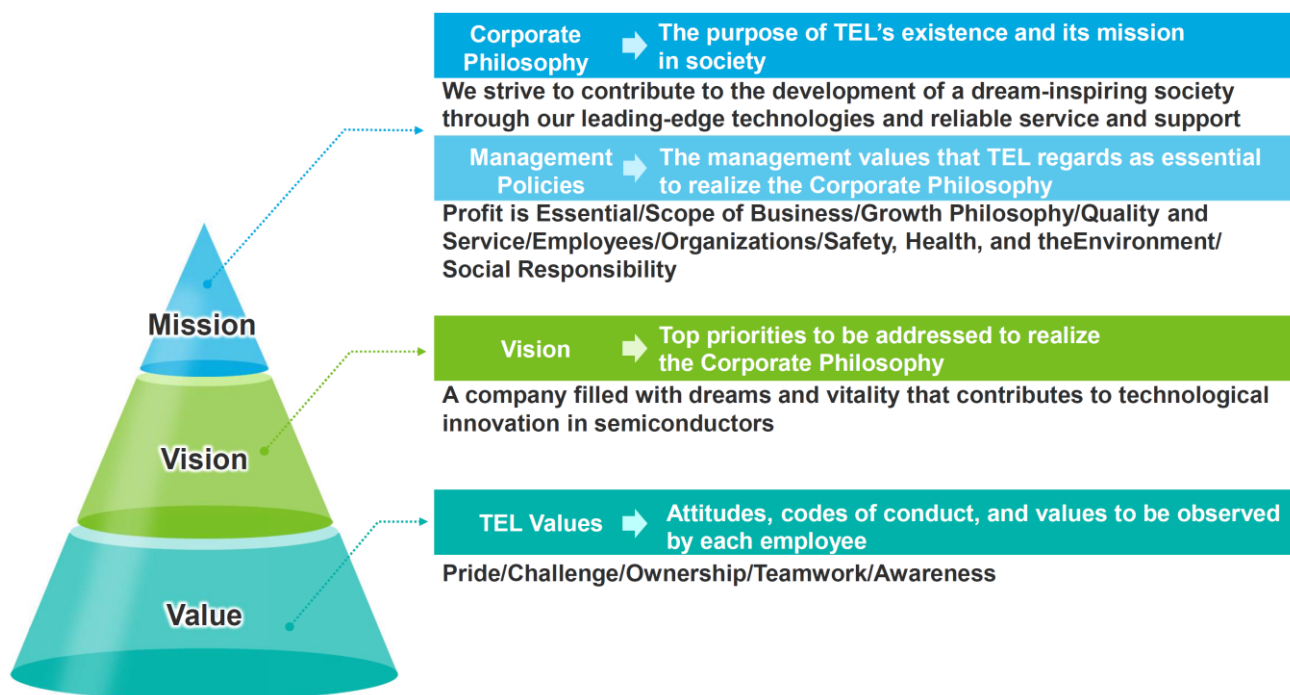 Corporate Philosophy
The purpose of TEL's existence and its mission
in society
We strive to contribute to the development of a dream-inspiring society
through our leading-edge technologies and reliable service and support
Management Policies
The management values that TEL regards as essential
to realize the Corporate Philosophy
Profit is Essential/Scope of Business/Growth Philosophy/Quality and
Service/Employees/Organizations/Safety, Health, and theEnvironment/
Social Responsibility
Mission
Vision
Top priorities to be addressed to realize
the Corporate Philosophy
A company filled with dreams and vitality that contributes to technological
innovation in semiconductors
Vision
TEL Values
Attitudes, codes of conduct, and values to be observed
by each employee
Pride/Challenge/Ownership/Teamwork/Awareness
Value